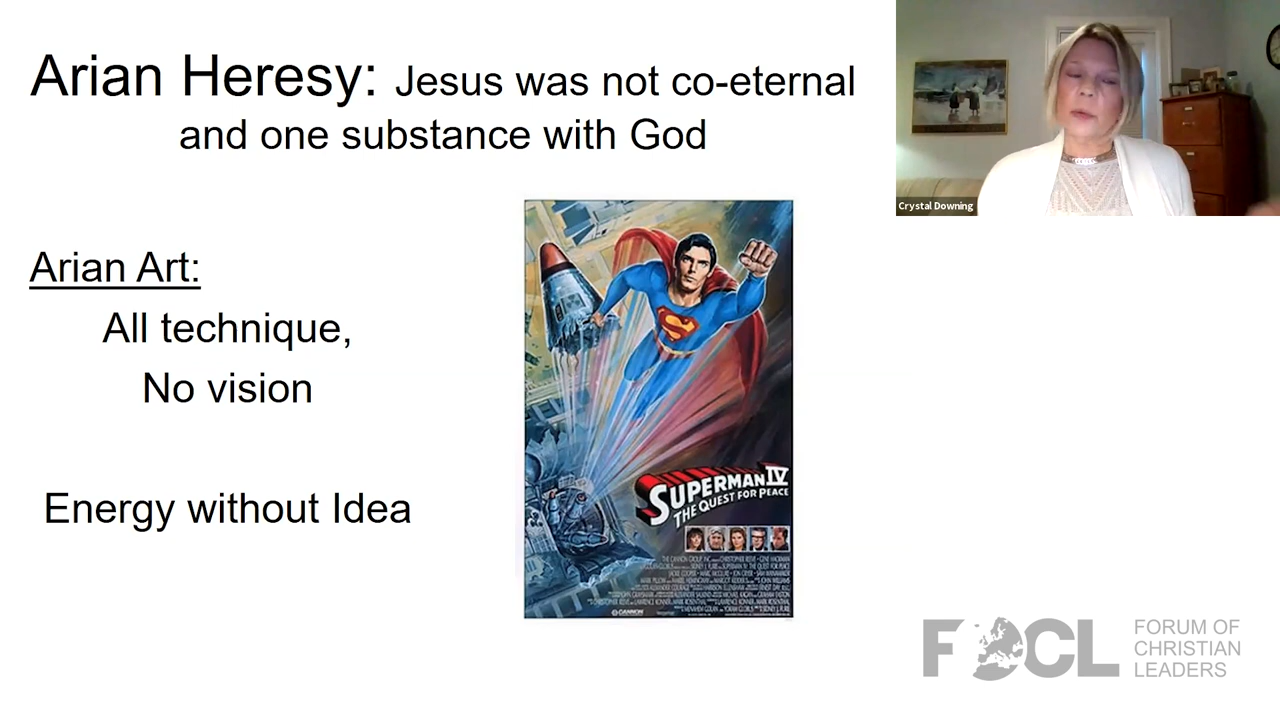 Arian Heresy: Jesus was not co-eternal
and one substance with God
Crystal Downing
Arian Art:
All technique,
No vision
Energy without Idea
SUPERMAN IV
THE QUEST FOR PEACE
CANNON
FOCL
FORUM OF
CHRISTIAN
LEADERS